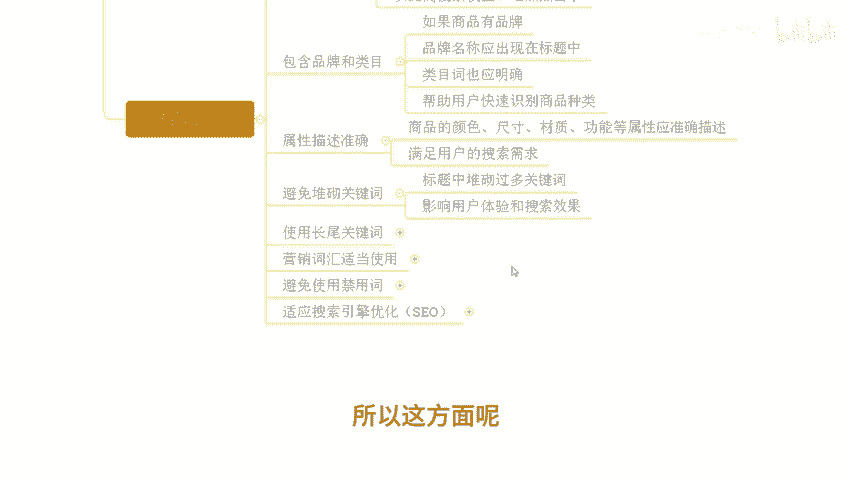 如果商品有品牌
包含品牌和类目
品牌名称应出现在标题中
类目词也应明确
帮助用户快速识别商品种类
商品的颜色、尺寸、材质、功能等属性应准确描述
属性描述准确
满足用户的搜索需求
标题中堆砌过多关键词
避免堆砌关键词
影响用户体验和搜索效果
使用长尾关键词
营销词汇适当使用
避免使用禁用词
适应搜索引擎优化（SEO）
所以这方面呢